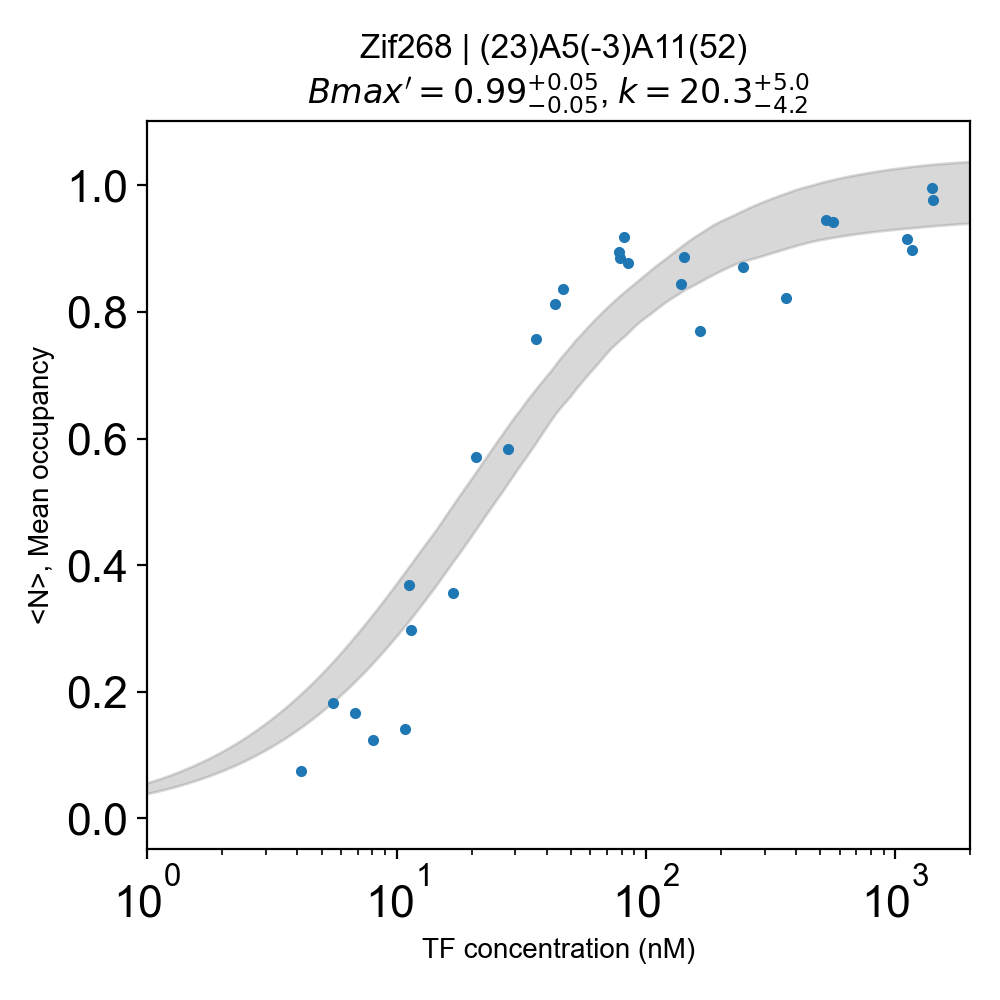 Zif268 | (23)A5(-3)A11(52)
Bmax′ = 0.99 +0.05 −0.05, k = 20.3 +5.0 −4.2
1.0
0.8
0.6
0.4
0.2
0.0
<N>, Mean occupancy
10^0 10^1 10^2 10^3
TF concentration (nM)